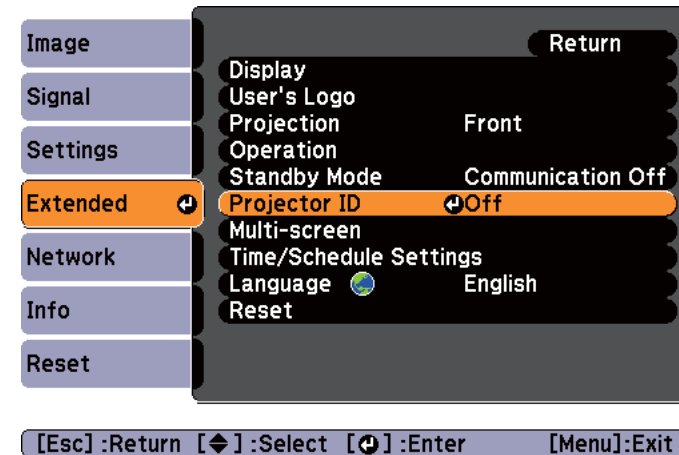 Image
Signal
Settings
Extended
Network
Info
Reset
Return
Display
User's Logo
Projection Front
Operation
Standby Mode Communication Off
Projector ID Off
Multi-screen
Time/Schedule Settings
Language English
Reset
[Esc] :Return [◆] :Select [⏎] :Enter [Menu]:Exit